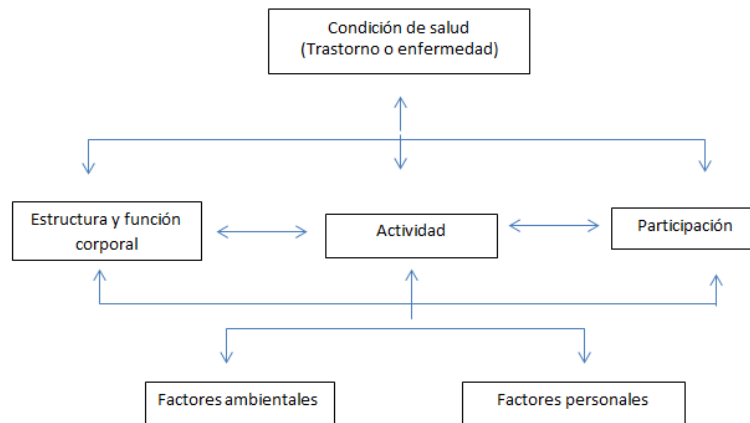 Condición de salud
(Trastorno o enfermedad)
Estructura y función
corporal
Actividad
Participación
Factores ambientales
Factores personales